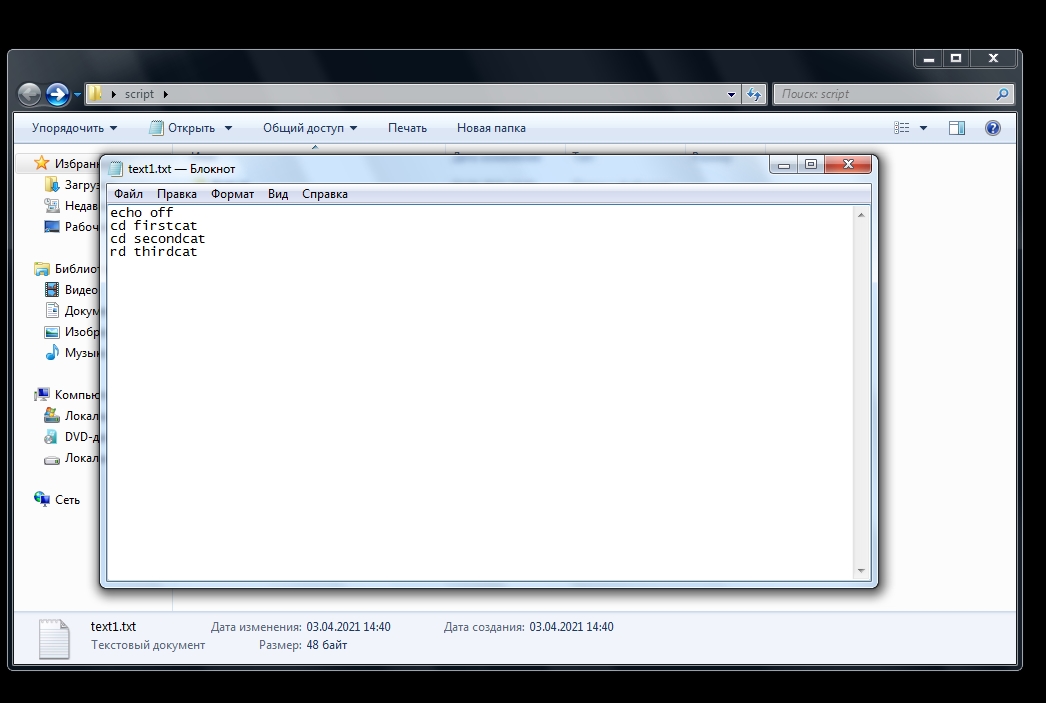 script
Поиск: script
Упорядочить Открыть Общий доступ Печать Новая папка
text1.txt — Блокнот
Файл Правка Формат Вид Справка
echo off
cd firstcat
cd secondcat
rd thirdcat
Избран
Загруз
Недав
Рабоч
Библиот
Видео
Докум
Изобр
Музык
Компью
Локал
DVD-д
Локал
Сеть
text1.txt Дата изменения: 03.04.2021 14:40 Дата создания: 03.04.2021 14:40
Текстовый документ Размер: 48 байт